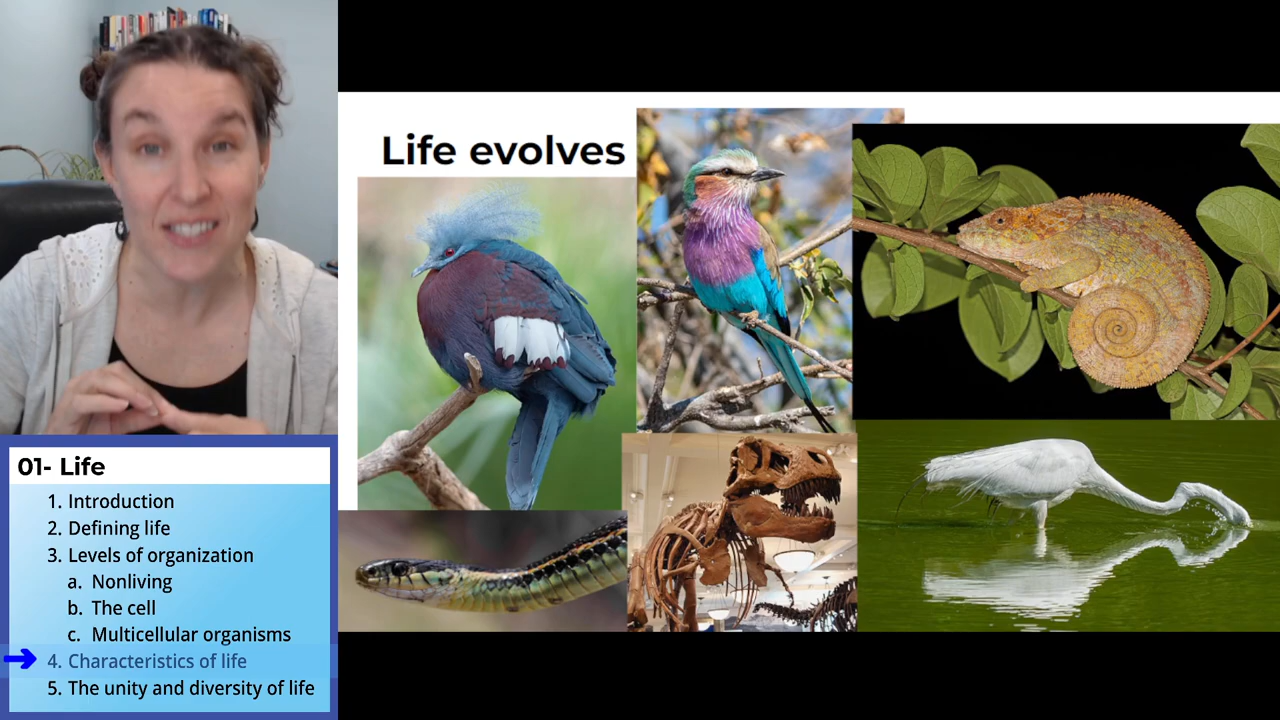 Life evolves
01- Life
1. Introduction
2. Defining life
3. Levels of organization
a. Nonliving
b. The cell
c. Multicellular organisms
4. Characteristics of life
5. The unity and diversity of life